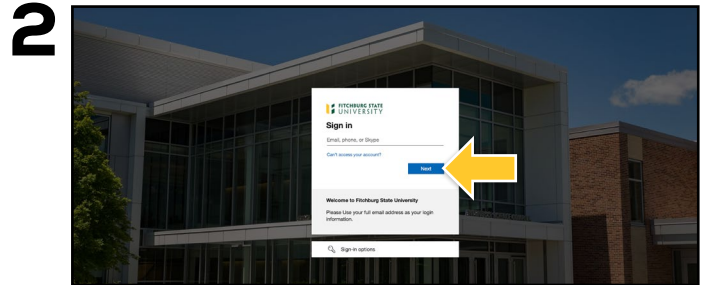 2
FITCHBURG STATE
UNIVERSITY
Sign in
Email, phone, or Skype
Can't access your account?
Next
Welcome to Fitchburg State University
Please Use your full email address as your login
information.
Sign-in options